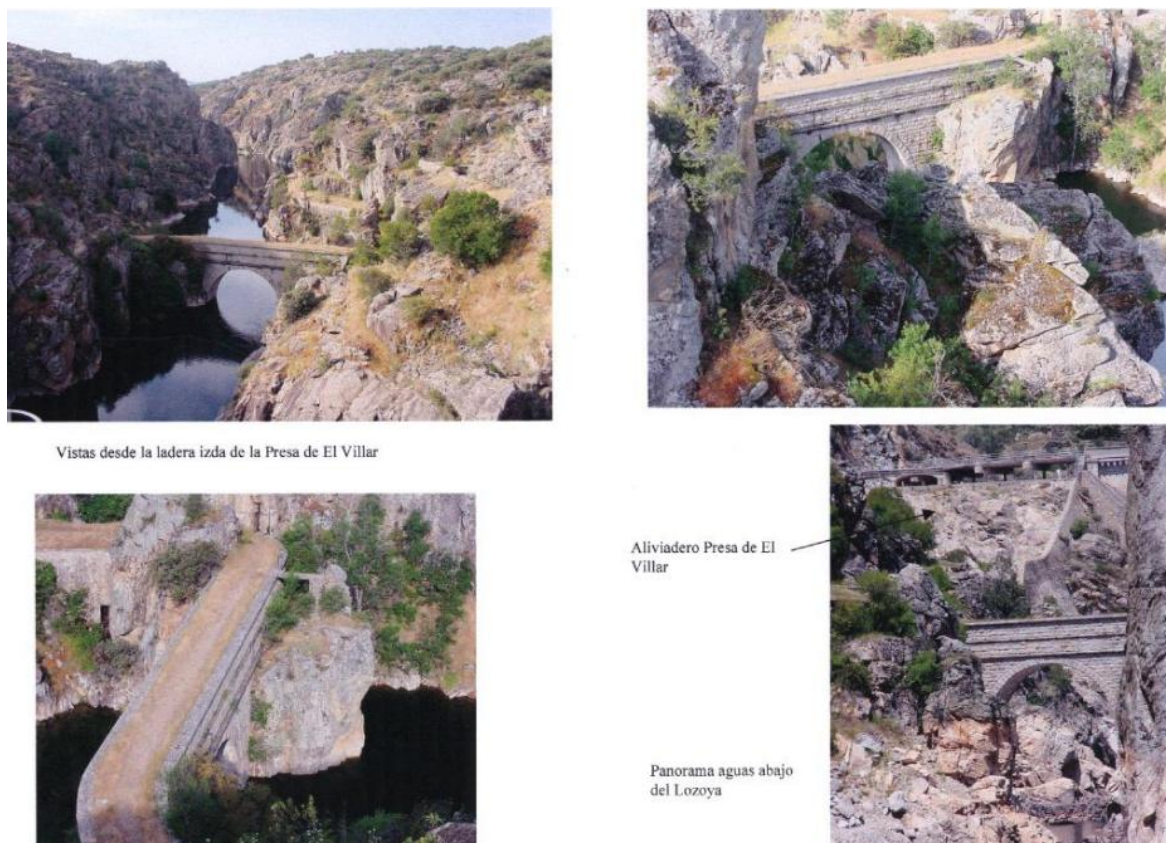 Vistas desde la ladera izda de la Presa de El Villar
Aliviadero Presa de El
Villar
Panorama aguas abajo
del Lozoya